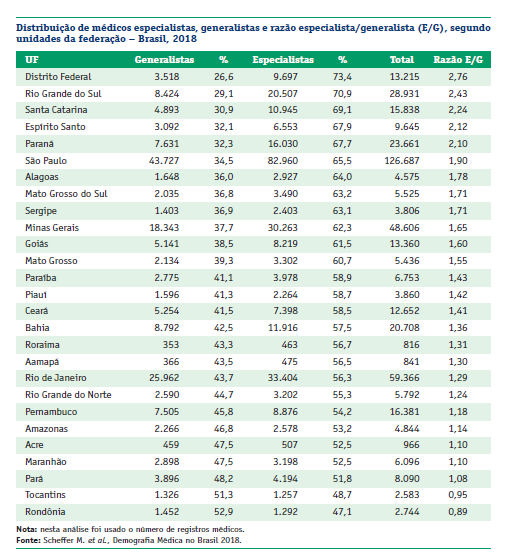 Distribuição de médicos especialistas, generalistas e razão especialista/generalista (E/G), segundo
unidades da federação – Brasil, 2018
UF Generalistas % Especialistas % Total Razão E/G
Distrito Federal 3.518 26,6 9.697 73,4 13.215 2,76
Rio Grande do Sul 8.424 29,1 20.507 70,9 28.931 2,43
Santa Catarina 4.893 30,9 10.945 69,1 15.838 2,24
Espírito Santo 3.092 32,1 6.553 67,9 9.645 2,12
Paraná 7.631 32,3 16.030 67,7 23.661 2,10
São Paulo 43.727 34,5 82.960 65,5 126.687 1,90
Alagoas 1.648 36,0 2.927 64,0 4.575 1,78
Mato Grosso do Sul 2.035 36,8 3.490 63,2 5.525 1,71
Sergipe 1.403 36,9 2.403 63,1 3.806 1,71
Minas Gerais 18.343 37,7 30.263 62,3 48.606 1,65
Goiás 5.141 38,5 8.219 61,5 13.360 1,60
Mato Grosso 2.134 39,3 3.302 60,7 5.436 1,55
Paraíba 2.775 41,1 3.978 58,9 6.753 1,43
Piauí 1.596 41,3 2.264 58,7 3.860 1,42
Ceará 5.254 41,5 7.398 58,5 12.652 1,41
Bahia 8.792 42,5 11.916 57,5 20.708 1,36
Roraima 353 43,3 463 56,7 816 1,31
Aamapá 366 43,5 475 56,5 841 1,30
Rio de Janeiro 25.962 43,7 33.404 56,3 59.366 1,29
Rio Grande do Norte 2.590 44,7 3.202 55,3 5.792 1,24
Pernambuco 7.505 45,8 8.876 54,2 16.381 1,18
Amazonas 2.266 46,8 2.578 53,2 4.844 1,14
Acre 459 47,5 507 52,5 966 1,10
Maranhão 2.898 47,5 3.198 52,5 6.096 1,10
Pará 3.896 48,2 4.194 51,8 8.090 1,08
Tocantins 1.326 51,3 1.257 48,7 2.583 0,95
Rondônia 1.452 52,9 1.292 47,1 2.744 0,89
Nota: nesta análise foi usado o número de registros médicos.
Fonte: Scheffer M. et al., Demografia Médica no Brasil 2018.